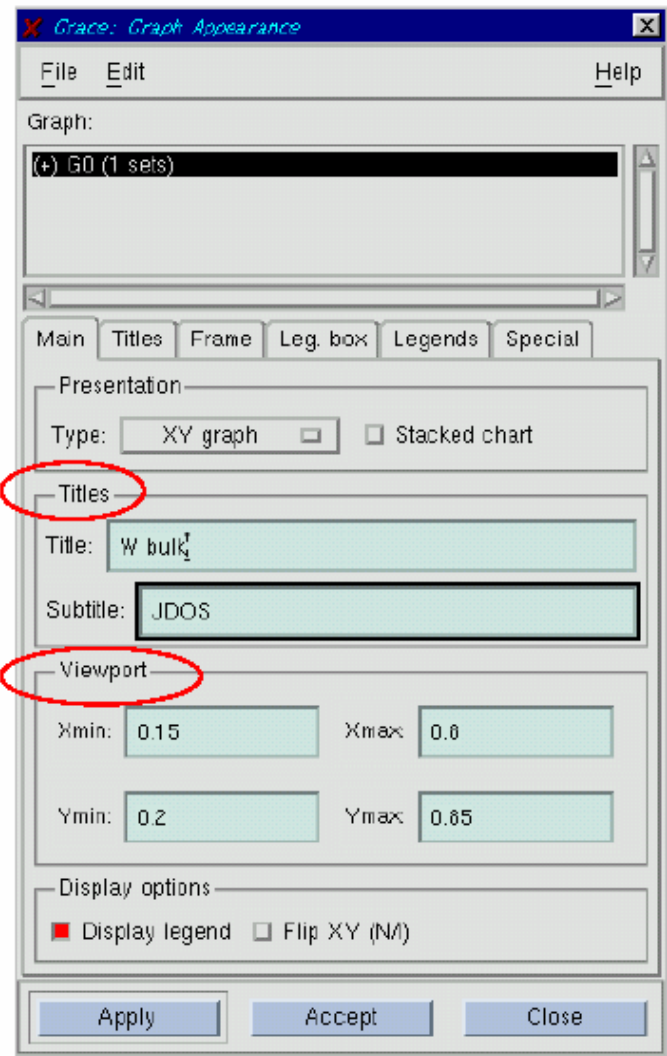 Grace: Graph Appearance
File Edit Help
Graph:
(+) G0 (1 sets)
Main Titles Frame Leg. box Legends Special
Presentation
Type: XY graph Stacked chart
Titles
Title: W bulk
Subtitle: JDOS
Viewport
Xmin: 0.15 Xmax: 0.8
Ymin: 0.2 Ymax: 0.85
Display options
Display legend Flip XY (N/I)
Apply Accept Close